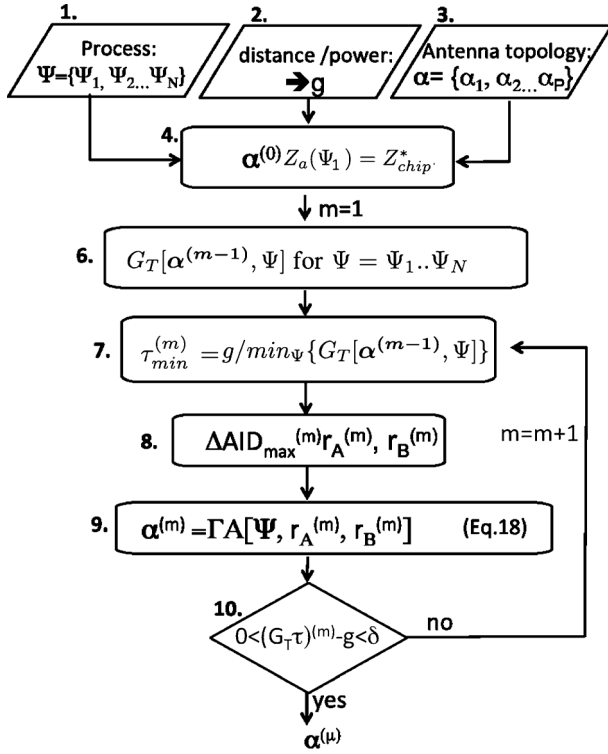 1.
Process:
Ψ={Ψ1, Ψ2... ΨN}
2.
distance /power:
➔g
3.
Antenna topology:
α= {α1, α2... αP}
4.
α(0) Za(Ψ1) = Z*chip.
m=1
6.
GT[α(m−1), Ψ] for Ψ = Ψ1..ΨN
7.
τmin(m) = g/minΨ{GT[α(m−1), Ψ]}
m=m+1
8.
ΔAIDmax(m)rA(m), rB(m)
9.
α(m)=ΓA[Ψ, rA(m), rB(m)] (Eq.18)
10.
0<(GTτ)(m)-g<δ
no
yes
α(μ)